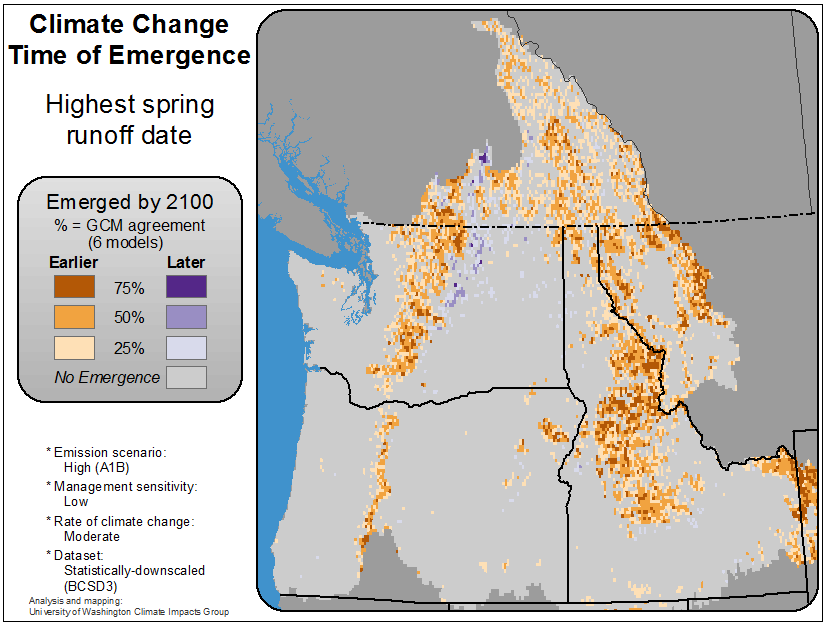 Climate Change
Time of Emergence
Highest spring
runoff date
Emerged by 2100
% = GCM agreement
(6 models)
Earlier Later
75%
50%
25%
No Emergence
* Emission scenario:
High (A1B)
* Management sensitivity:
Low
* Rate of climate change:
Moderate
* Dataset:
Statistically-downscaled
(BCSD3)
Analysis and mapping:
University of Washington Climate Impacts Group